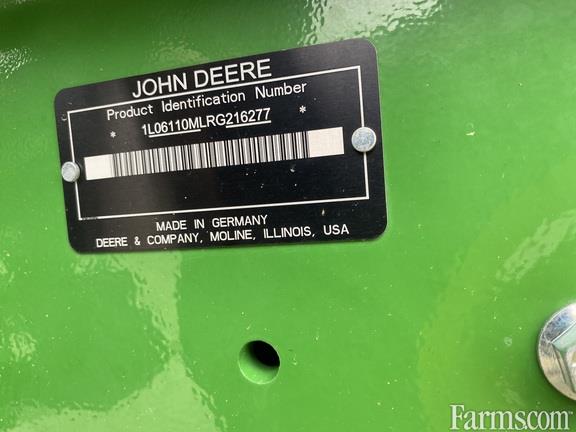 JOHN DEERE
Product Identification Number
* 1L06110MLRG216277 *
MADE IN GERMANY
DEERE & COMPANY, MOLINE, ILLINOIS, USA
Farms.com